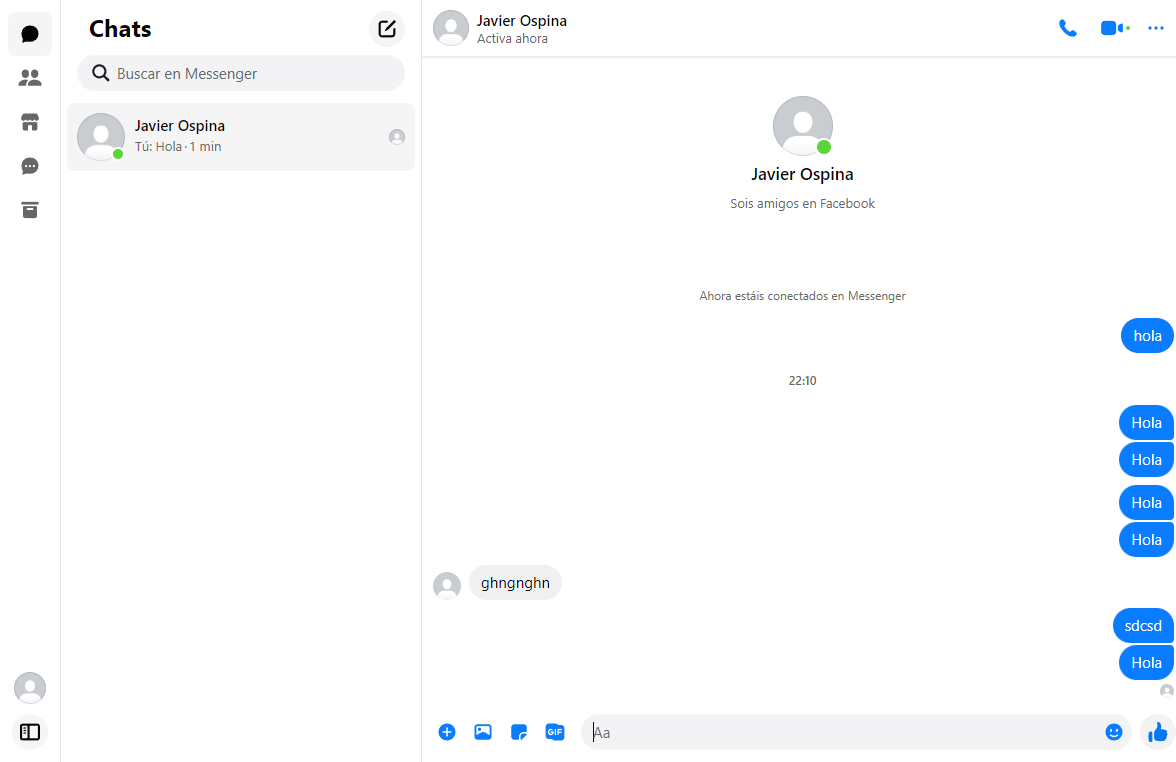 Chats
Buscar en Messenger
Javier Ospina
Tú: Hola · 1 min
Javier Ospina
Activa ahora
Javier Ospina
Sois amigos en Facebook
Ahora estáis conectados en Messenger
hola
22:10
Hola
Hola
Hola
Hola
ghngnghn
sdcsd
Hola
GIF
Aa